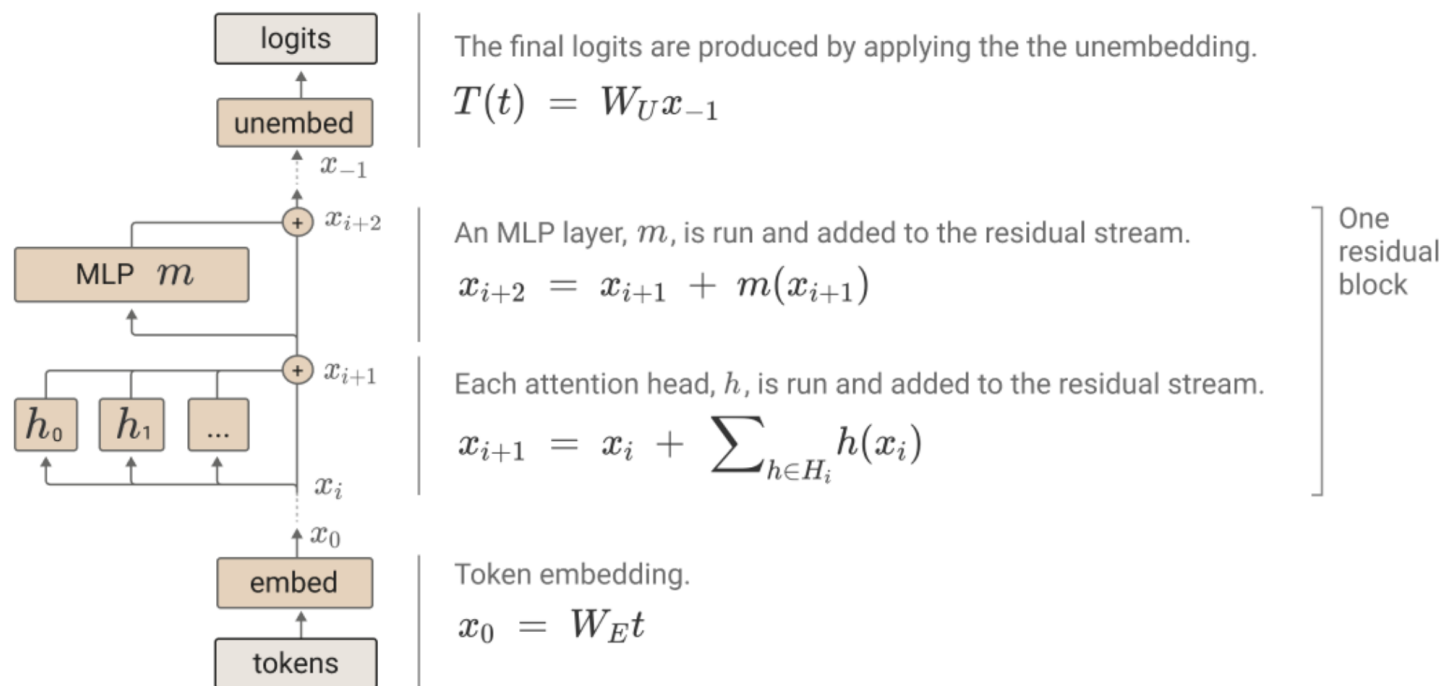 logits
The final logits are produced by applying the the unembedding.
T(t) = W_U x_{-1}
unembed
x_{-1}
+
x_{i+2}
An MLP layer, m, is run and added to the residual stream.
One
residual
block
MLP m
x_{i+2} = x_{i+1} + m(x_{i+1})
+
x_{i+1}
Each attention head, h, is run and added to the residual stream.
h_0
h_1
...
x_{i+1} = x_i + ∑_{h∈H_i} h(x_i)
x_i
x_0
embed
Token embedding.
x_0 = W_E t
tokens